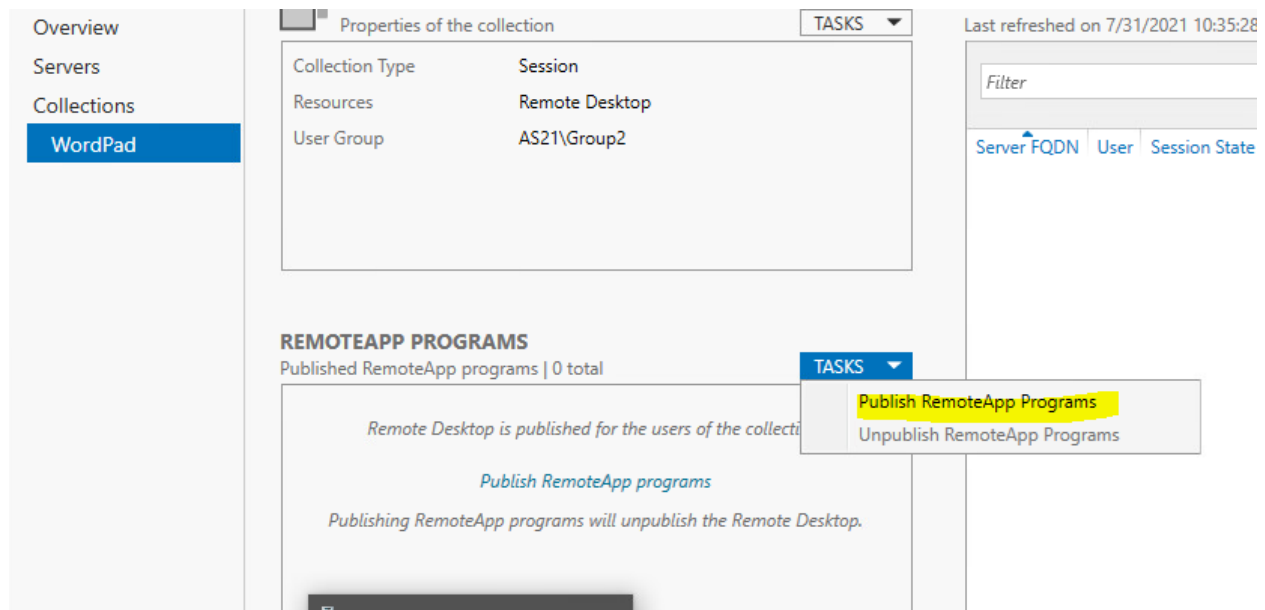 Overview
Servers
Collections
WordPad
Properties of the collection
TASKS
Collection Type Session
Resources Remote Desktop
User Group AS21\Group2
REMOTEAPP PROGRAMS
Published RemoteApp programs | 0 total
TASKS
Publish RemoteApp Programs
Unpublish RemoteApp Programs
Remote Desktop is published for the users of the collecti
Publish RemoteApp programs
Publishing RemoteApp programs will unpublish the Remote Desktop.
Last refreshed on 7/31/2021 10:35:28
Filter
Server FQDN User Session State